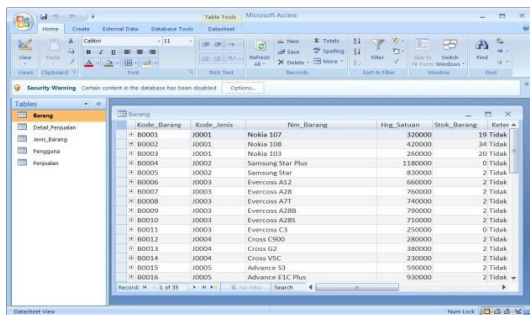 Table Tools Microsoft Access
Home Create External Data Database Tools Datasheet
View Paste Calibri 11 Refresh All New Save Delete Totals Spelling More Filter Size to Fit Form Switch Windows Find
Views Clipboard Font Rich Text Records Sort & Filter Window Find
Security Warning Certain content in the database has been disabled Options...
Tables
Barang
Detail_Penjualan
Jenis_Barang
Pengguna
Penjualan
Barang
Kode_Barang Kode_Jenis Nm_Barang Hrg_Satuan Stok_Barang Keter
B0001 J0001 Nokia 107 320000 19 Tidak
B0002 J0001 Nokia 108 420000 34 Tidak
B0003 J0001 Nokia 103 260000 20 Tidak
B0004 J0002 Samsung Star Plus 1180000 0 Tidak
B0005 J0002 Samsung Star 830000 2 Tidak
B0006 J0003 Evercoss A12 660000 2 Tidak
B0007 J0003 Evercoss A28 760000 2 Tidak
B0008 J0003 Evercoss A7T 740000 2 Tidak
B0009 J0003 Evercoss A28B 790000 2 Tidak
B0010 J0003 Evercoss A28S 710000 2 Tidak
B0011 J0003 Evercoss C3 250000 0 Tidak
B0012 J0004 Cross C900 280000 2 Tidak
B0013 J0004 Cross G2 380000 2 Tidak
B0014 J0004 Cross V5C 230000 2 Tidak
B0015 J0005 Advance S3 590000 2 Tidak
B0016 J0005 Advance E1C Plus 930000 2 Tidak
Record: 1 of 35 No Filter Search
Datasheet View Num Lock